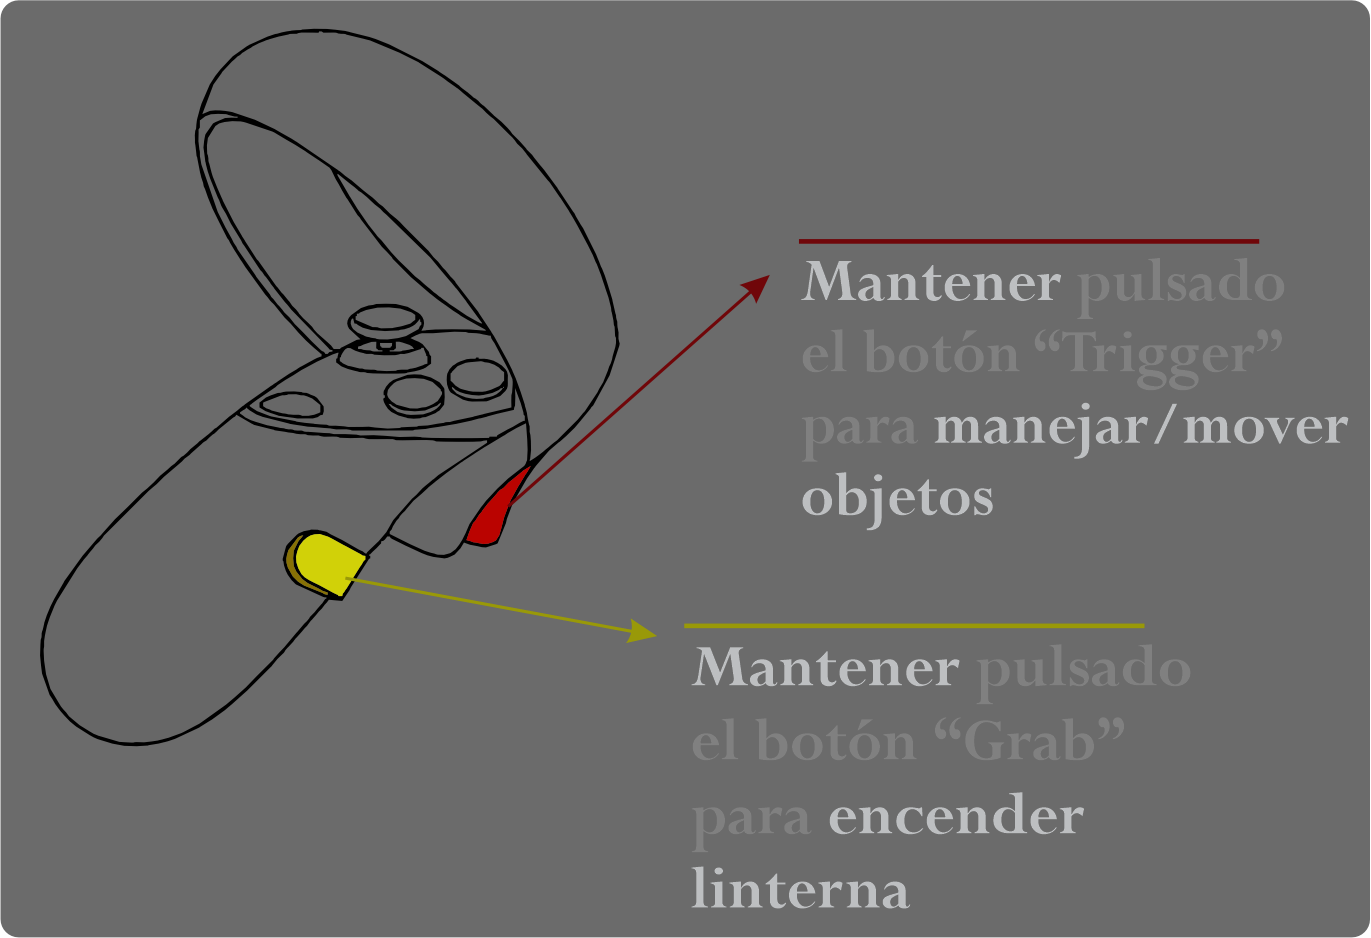 Mantener pulsado
el botón “Trigger”
para manejar/mover
objetos
Mantener pulsado
el botón “Grab”
para encender
linterna